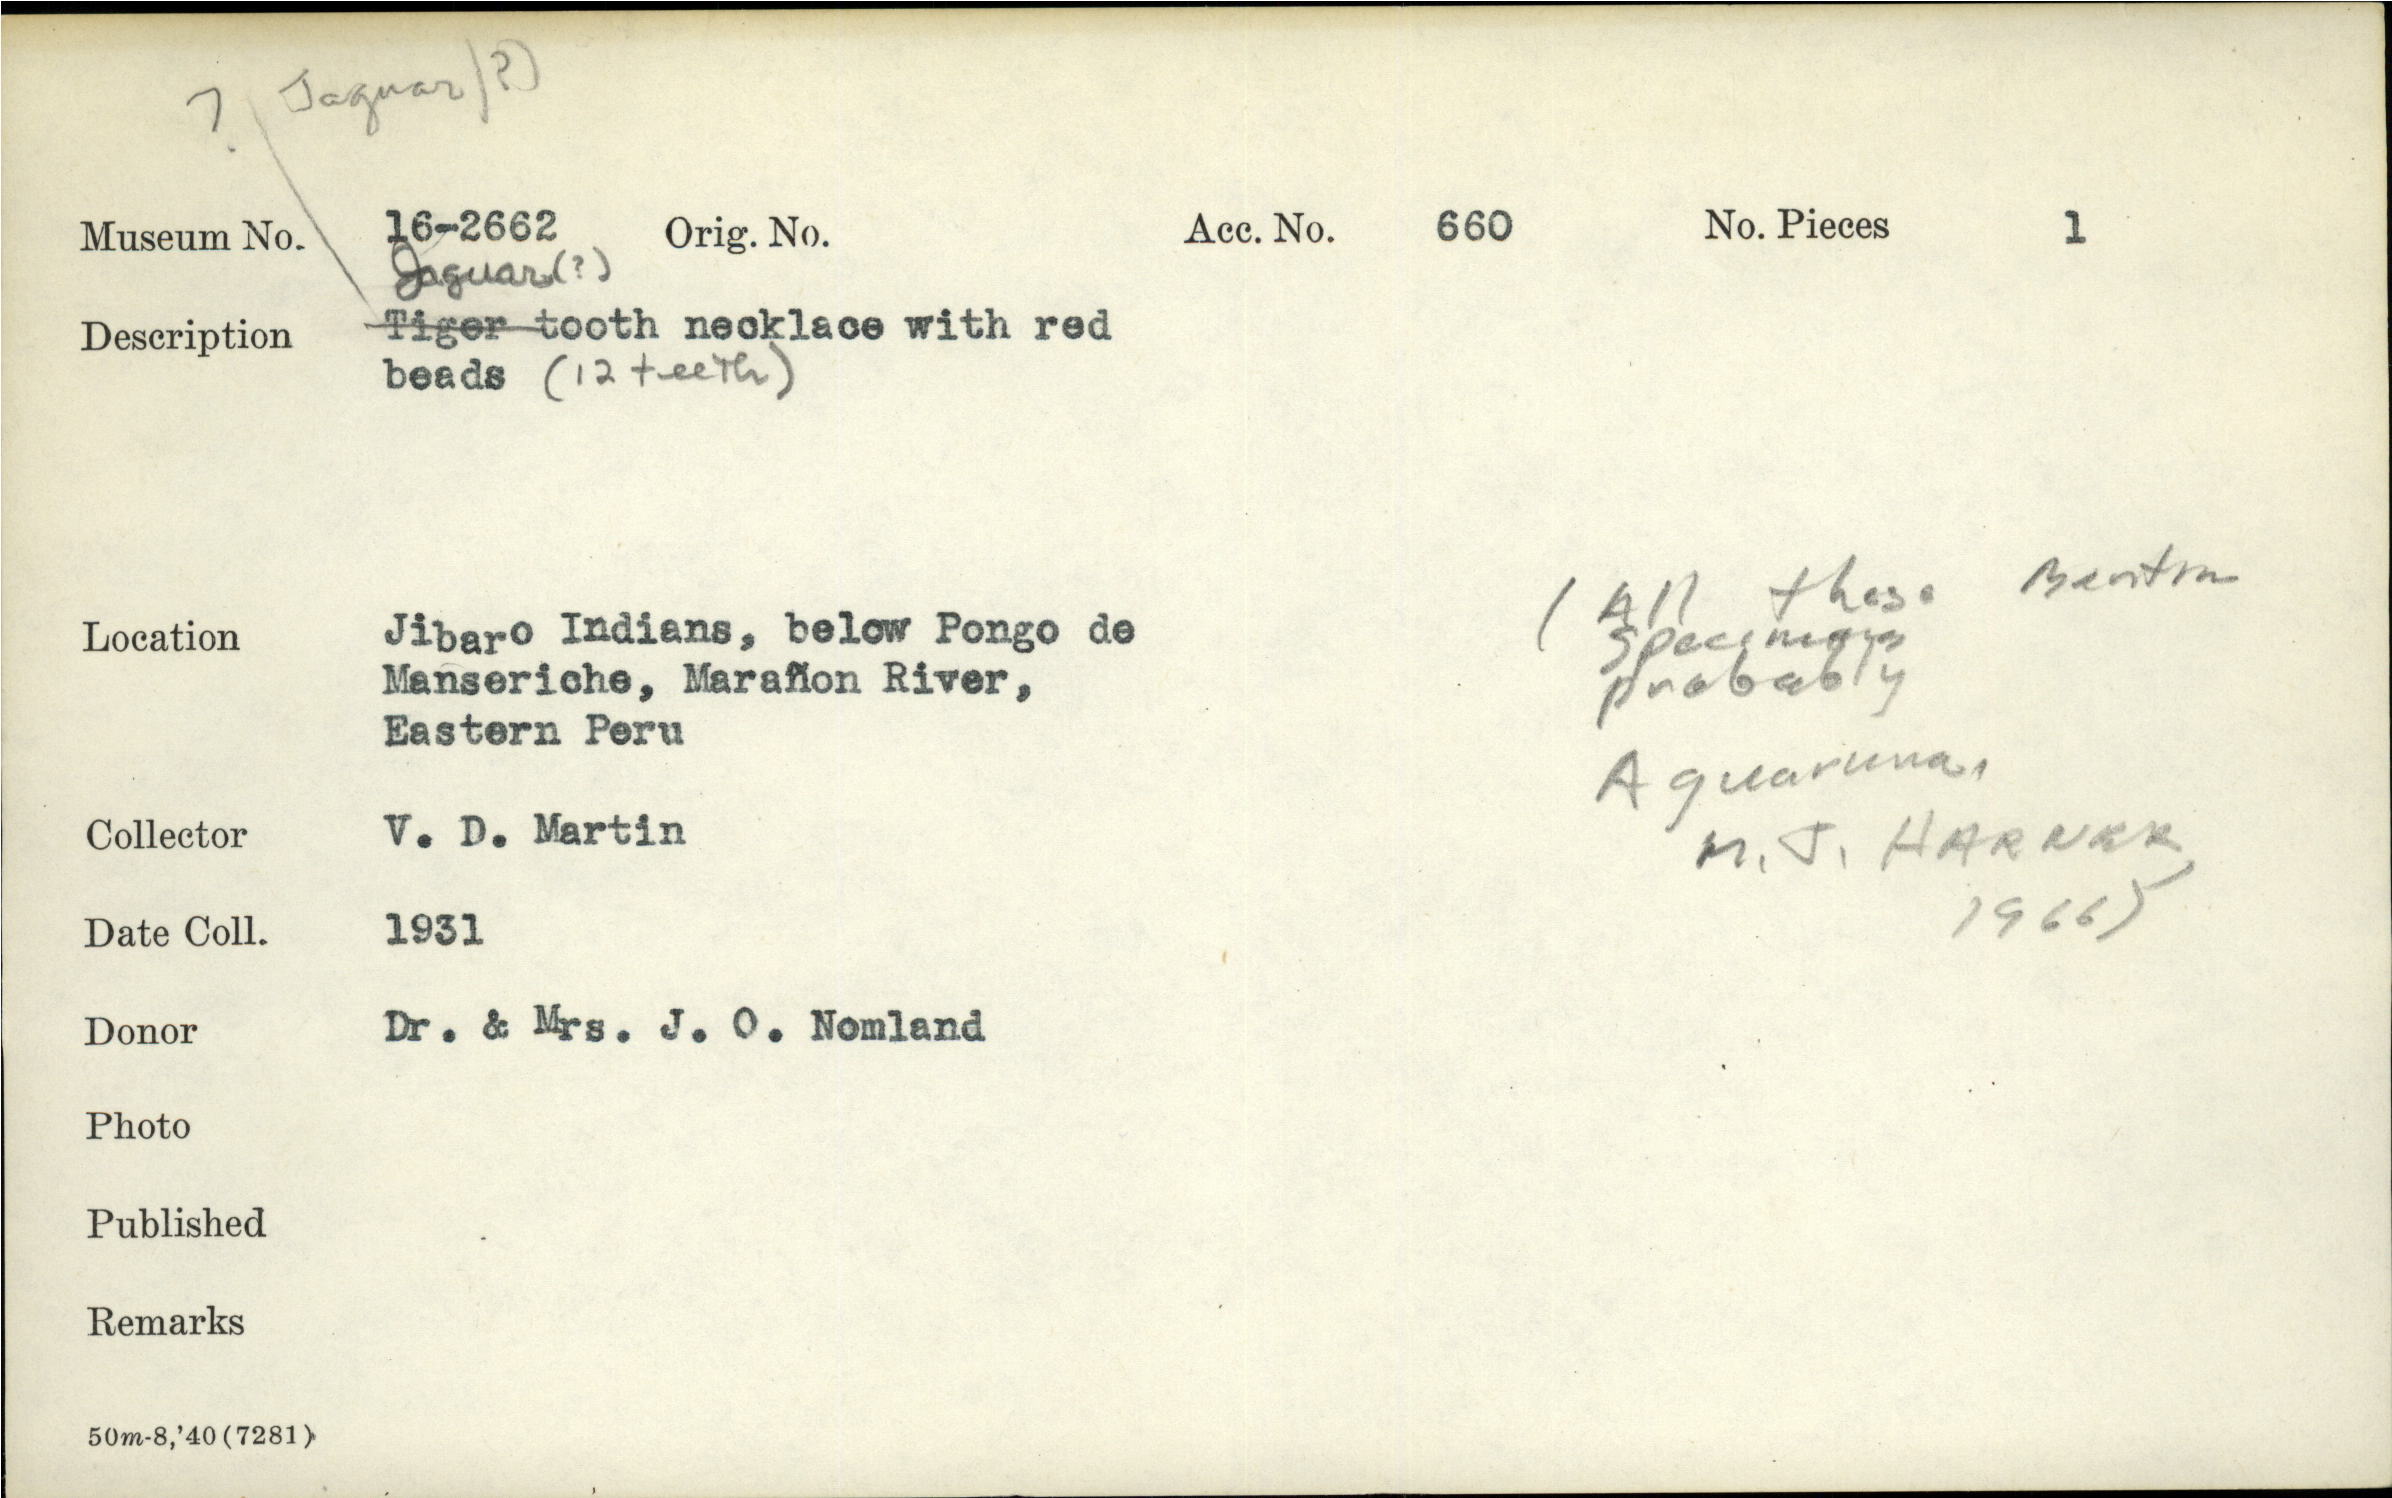 ? Jaguar (?)
Museum No. 16-2662 Orig. No. Acc. No. 660 No. Pieces 1
Jaguar (?)
Description Tiger tooth necklace with red
beads (12 teeth)
Location Jibaro Indians, below Pongo de
Manseriche, Marañon River,
Eastern Peru
(All these
specimens
probably
Aguaruna.
M. J. HARNER,
1966)
Collector V. D. Martin
Date Coll. 1931
Donor Dr. & Mrs. J. O. Nomland
Photo
Published
Remarks
50m-8,'40(7281)